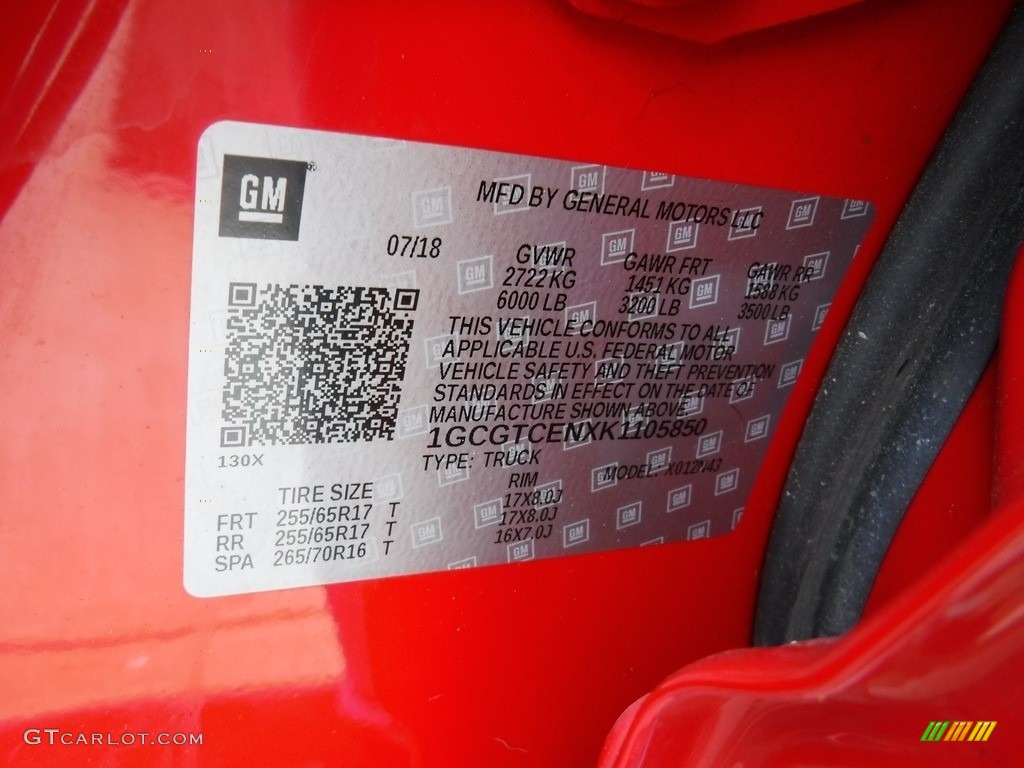 GM
MFD BY GENERAL MOTORS LLC
07/18
GVWR GAWR FRT GAWR RR
2722 KG 1451 KG 1588 KG
6000 LB 3200 LB 3500 LB
THIS VEHICLE CONFORMS TO ALL
APPLICABLE U.S. FEDERAL MOTOR
VEHICLE SAFETY AND THEFT PREVENTION
STANDARDS IN EFFECT ON THE DATE OF
MANUFACTURE SHOWN ABOVE.
1GCGTCENXK1105850
130X
TYPE: TRUCK MODEL: X012N43
TIRE SIZE RIM
FRT 255/65R17 T 17X8.0J
RR 255/65R17 T 17X8.0J
SPA 265/70R16 T 16X7.0J
GTCARLOT.COM